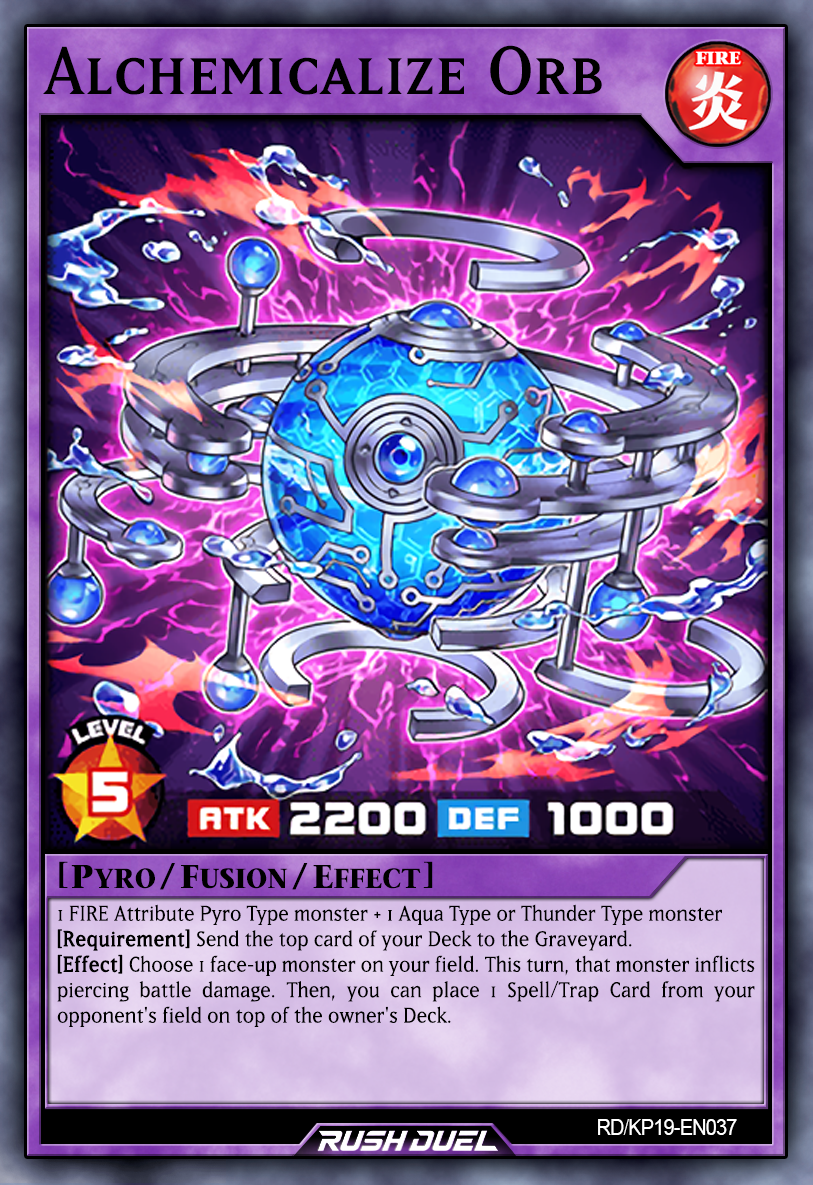 Alchemicalize Orb
FIRE
炎
LEVEL
5
ATK 2200 DEF 1000
[Pyro/Fusion/Effect]
1 FIRE Attribute Pyro Type monster + 1 Aqua Type or Thunder Type monster
[Requirement] Send the top card of your Deck to the Graveyard.
[Effect] Choose 1 face-up monster on your field. This turn, that monster inflicts
piercing battle damage. Then, you can place 1 Spell/Trap Card from your
opponent's field on top of the owner's Deck.
RD/KP19-EN037
RUSH DUEL